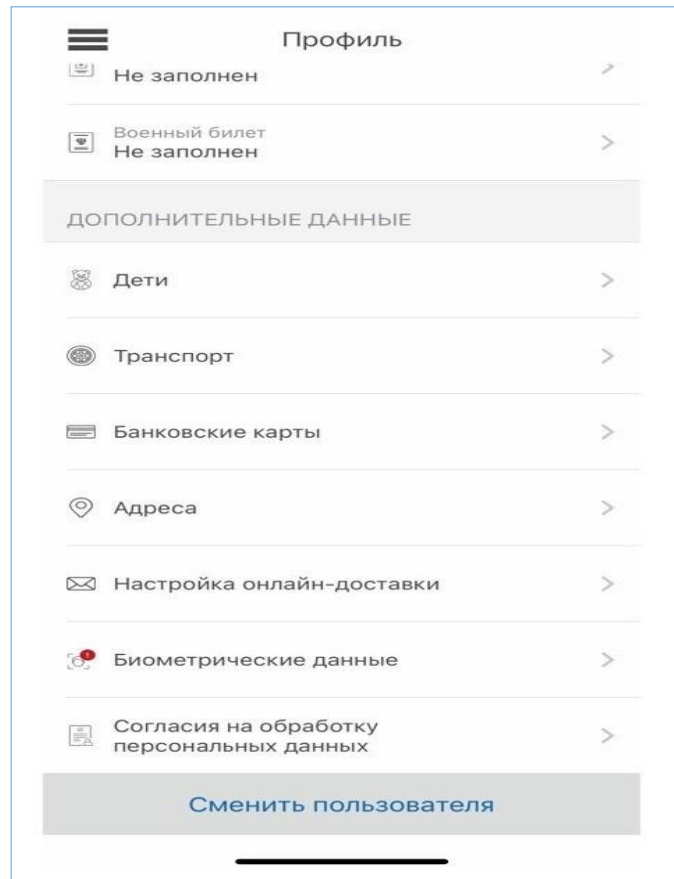 Профиль
Не заполнен
Военный билет
Не заполнен
ДОПОЛНИТЕЛЬНЫЕ ДАННЫЕ
Дети
Транспорт
Банковские карты
Адреса
Настройка онлайн-доставки
Биометрические данные
Согласия на обработку
персональных данных
Сменить пользователя